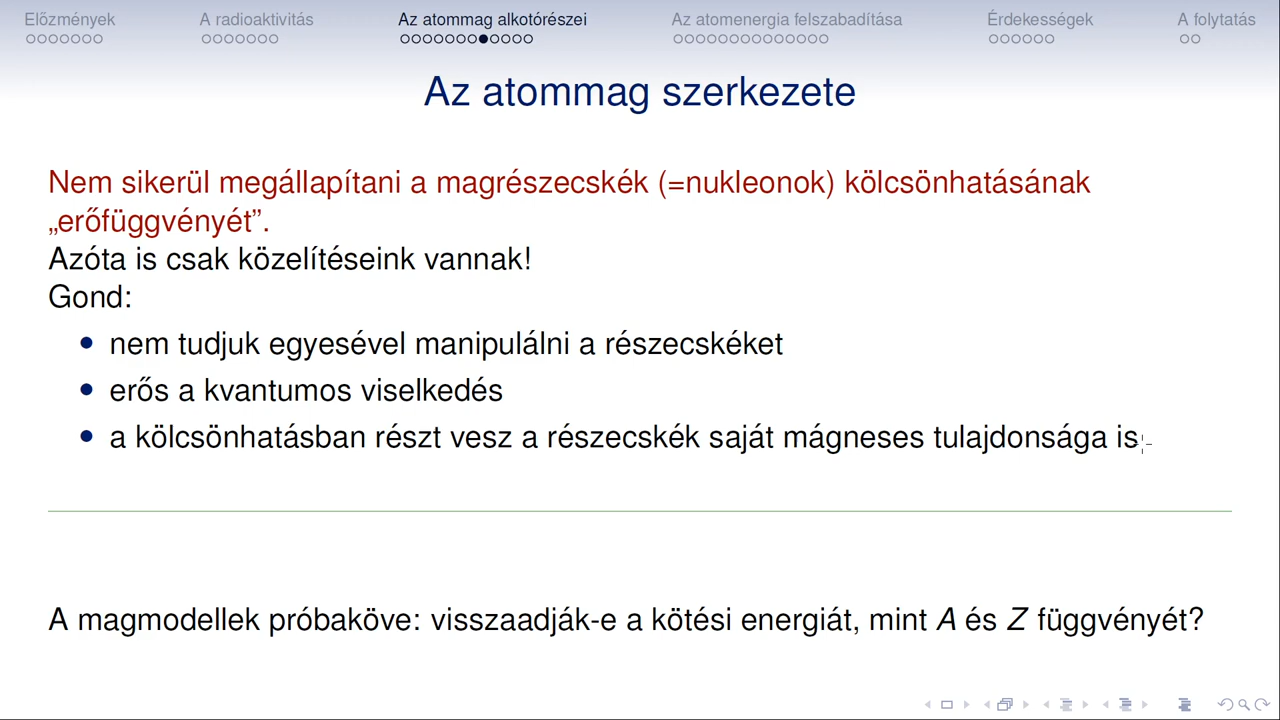 Előzmények A radioaktivitás Az atommag alkotórészei Az atomenergia felszabadítása Érdekességek A folytatás
Az atommag szerkezete
Nem sikerül megállapítani a magrészecskék (=nukleonok) kölcsönhatásának
„erőfüggvényét”.
Azóta is csak közelítéseink vannak!
Gond:
nem tudjuk egyesével manipulálni a részecskéket
erős a kvantumos viselkedés
a kölcsönhatásban részt vesz a részecskék saját mágneses tulajdonsága is
A magmodellek próbaköve: visszaadják-e a kötési energiát, mint A és Z függvényét?